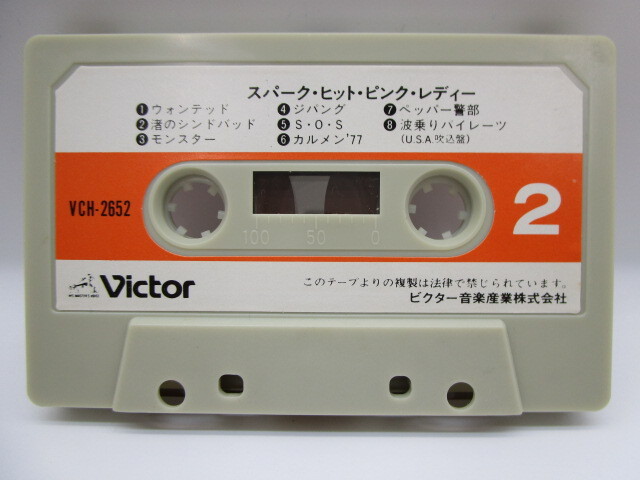 スパーク・ヒット・ピンク・レディー
❶ウォンテッド
❷渚のシンドバッド
❸モンスター
❹ジパング
❺S・O・S
❻カルメン'77
❼ペッパー警部
❽波乗りパイレーツ
(U.S.A.吹込盤)
VCH-2652
2
100 50 0
Victor
このテープよりの複製は法律で禁じられています。
ビクター音楽産業株式会社